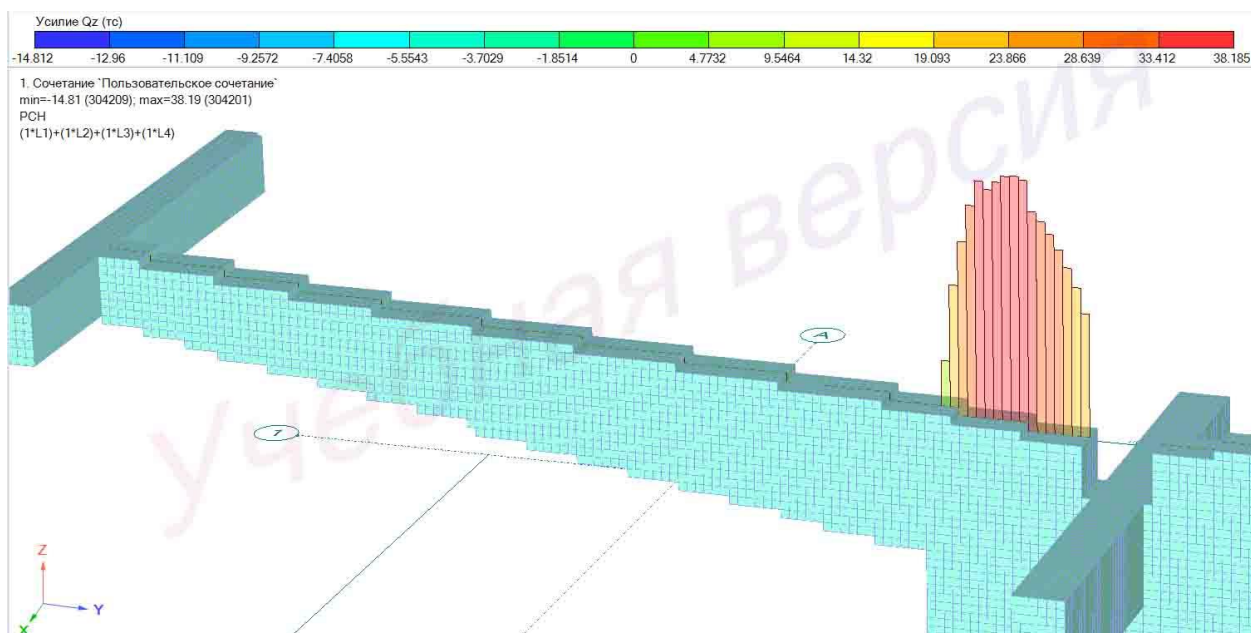 Усилие Qz (тс)
-14.812 -12.96 -11.109 -9.2572 -7.4058 -5.5543 -3.7029 -1.8514 0 4.7732 9.5464 14.32 19.093 23.866 28.639 33.412 38.185
1. Сочетание `Пользовательское сочетание`
min=-14.81 (304209); max=38.19 (304201)
РСН
(1*L1)+(1*L2)+(1*L3)+(1*L4)
Учебная версия
А
1
Z
Y
X